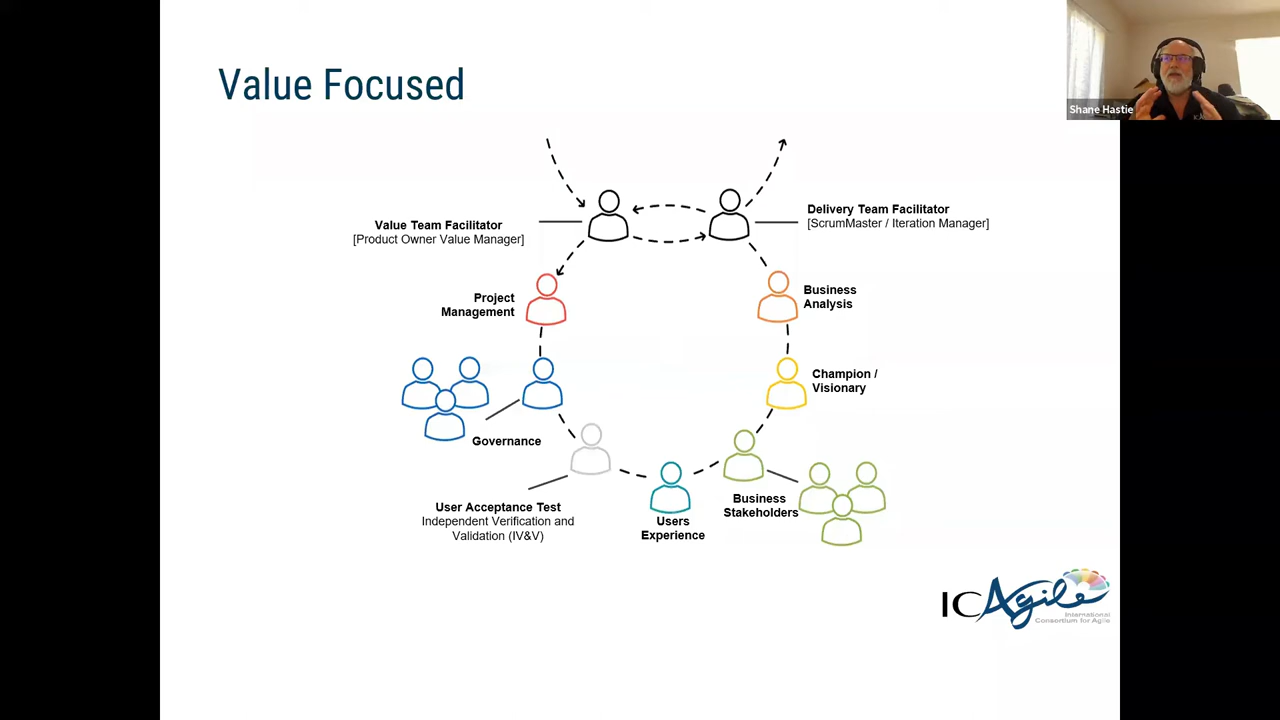 Value Focused
Shane Hastie
Value Team Facilitator
[Product Owner Value Manager]
Delivery Team Facilitator
[ScrumMaster / Iteration Manager]
Project
Management
Business
Analysis
Champion /
Visionary
Governance
User Acceptance Test
Independent Verification and
Validation (IV&V)
Users
Experience
Business
Stakeholders
IC Agile
International
Consortium for Agile